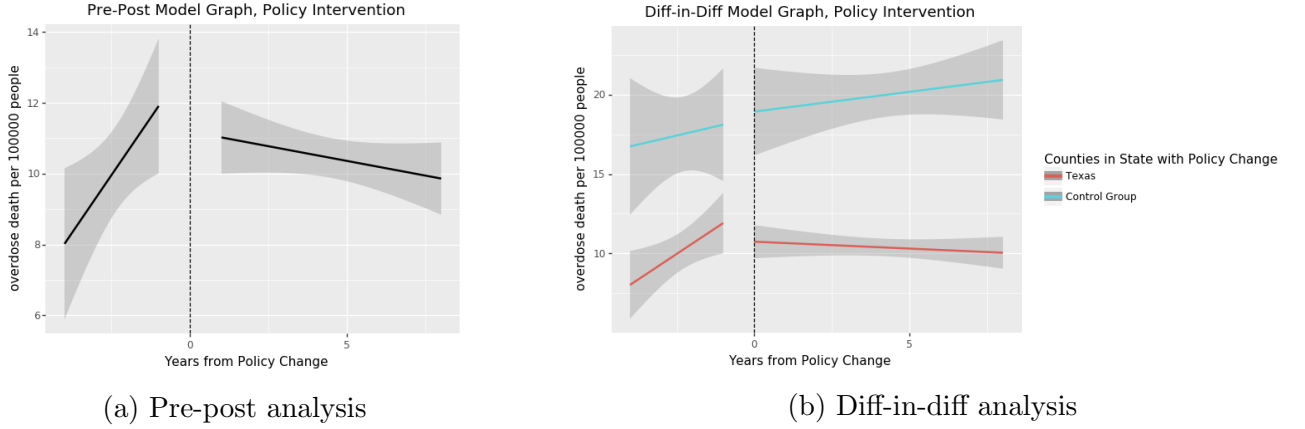 Pre-Post Model Graph, Policy Intervention
overdose death per 100000 people
14
12
10
8
6
0
5
Years from Policy Change
(a) Pre-post analysis
Diff-in-Diff Model Graph, Policy Intervention
overdose death per 100000 people
20
15
10
0
5
Years from Policy Change
Counties in State with Policy Change
Texas
Control Group
(b) Diff-in-diff analysis